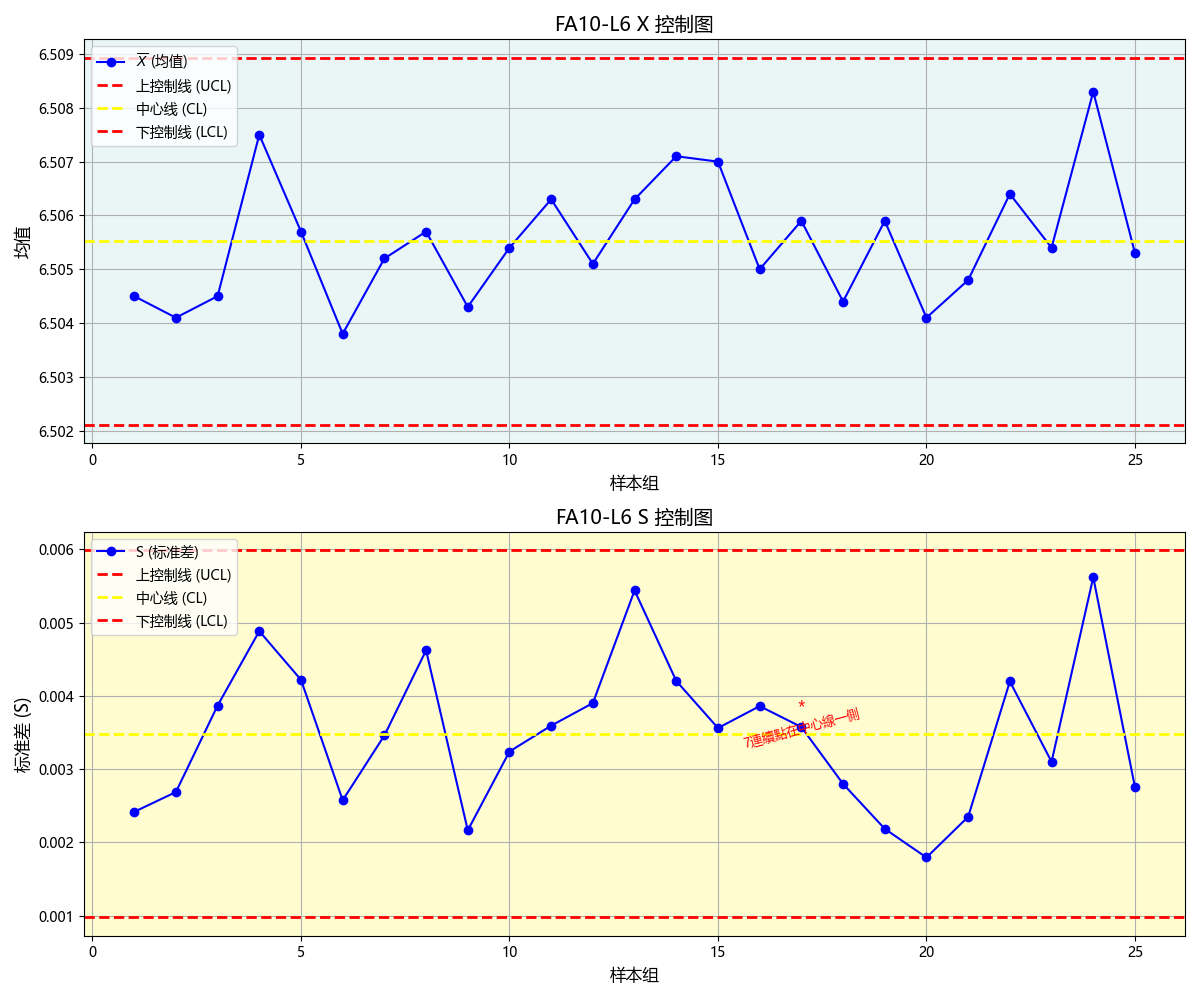 FA10-L6 X 控制图
X (均值)
上控制线 (UCL)
中心线 (CL)
下控制线 (LCL)
均值
6.509
6.508
6.507
6.506
6.505
6.504
6.503
6.502
0 5 10 15 20 25
样本组
FA10-L6 S 控制图
S (标准差)
上控制线 (UCL)
中心线 (CL)
下控制线 (LCL)
标准差 (S)
0.006
0.005
0.004
0.003
0.002
0.001
*
7連續點在中心線一側
0 5 10 15 20 25
样本组